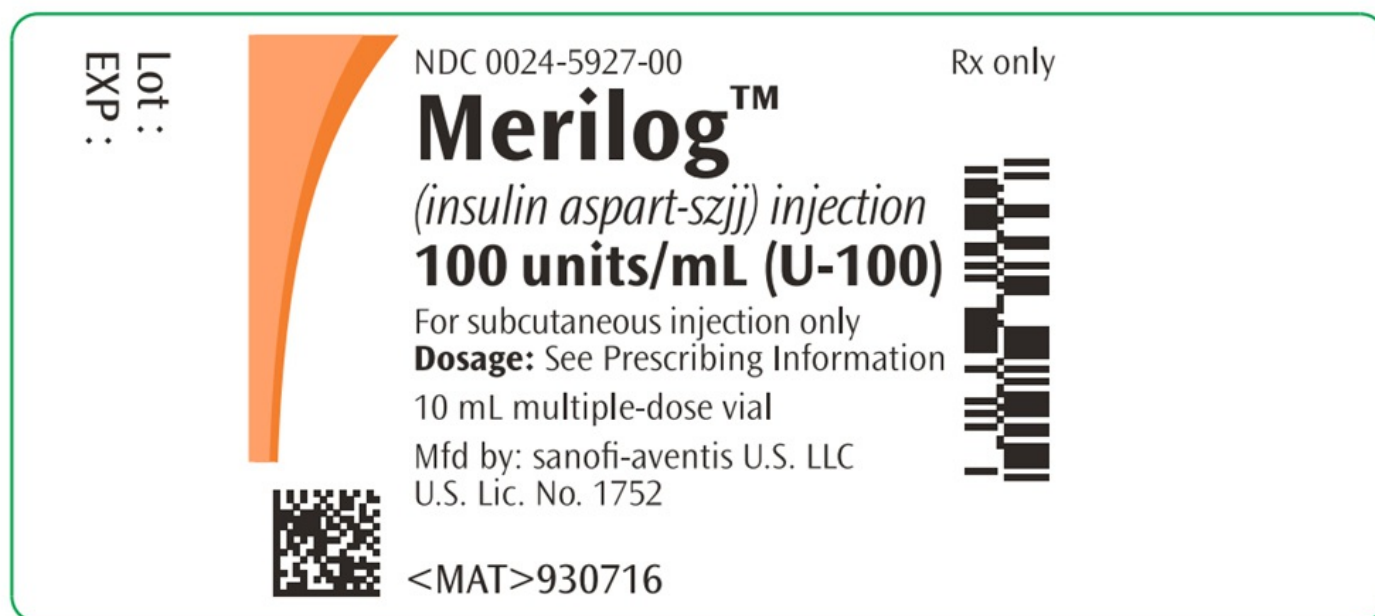 Lot :
EXP :
NDC 0024-5927-00
Rx only
Merilog™
(insulin aspart-szjj) injection
100 units/mL (U-100)
For subcutaneous injection only
Dosage: See Prescribing Information
10 mL multiple-dose vial
Mfd by: sanofi-aventis U.S. LLC
U.S. Lic. No. 1752
<MAT>930716